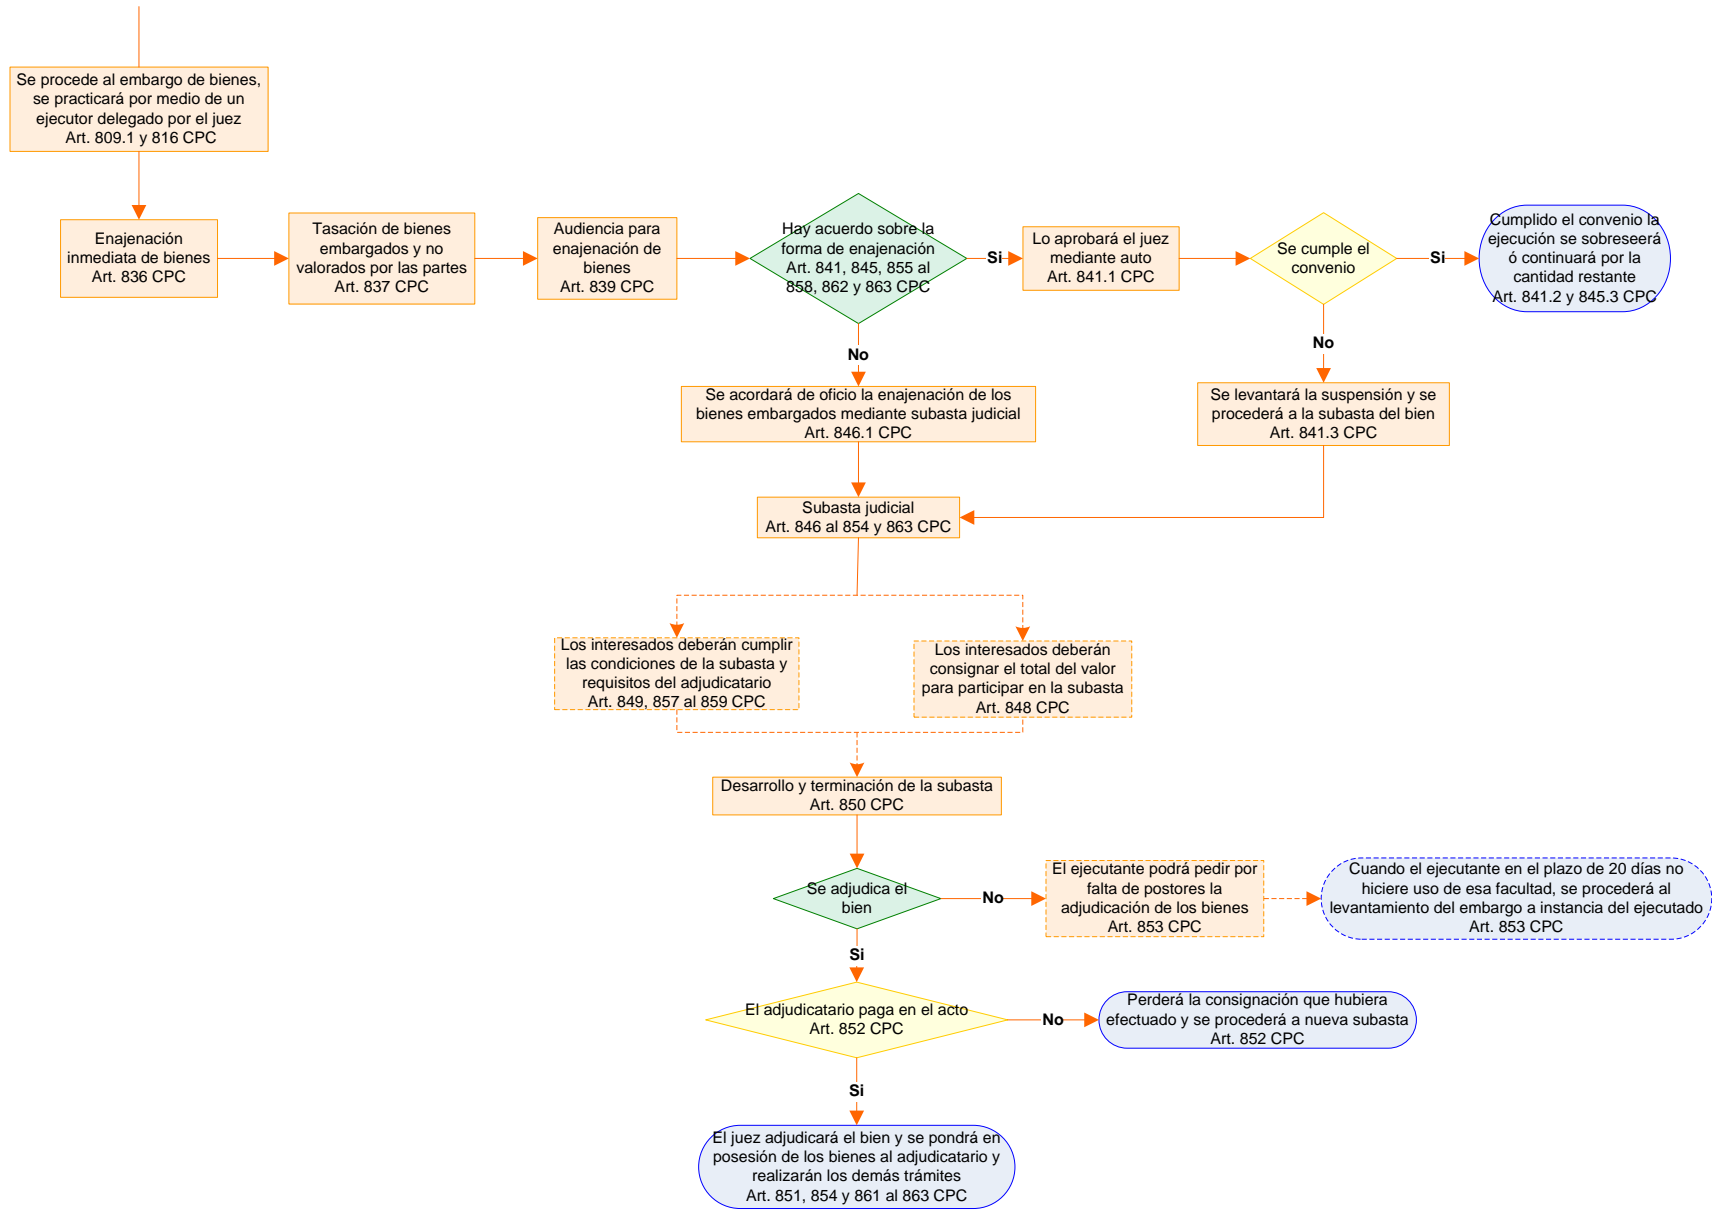 Se procede al embargo de bienes,
se practicará por medio de un
ejecutor delegado por el juez
Art. 809.1 y 816 CPC
Enajenación
inmediata de bienes
Art. 836 CPC
Tasación de bienes
embargados y no
valorados por las partes
Art. 837 CPC
Audiencia para
enajenación de
bienes
Art. 839 CPC
Hay acuerdo sobre la
forma de enajenación
Art. 841, 845, 855 al
858, 862 y 863 CPC
Si
Lo aprobará el juez
mediante auto
Art. 841.1 CPC
Se cumple el
convenio
Si
Cumplido el convenio la
ejecución se sobreseerá
ó continuará por la
cantidad restante
Art. 841.2 y 845.3 CPC
No
No
Se acordará de oficio la enajenación de los
bienes embargados mediante subasta judicial
Art. 846.1 CPC
Se levantará la suspensión y se
procederá a la subasta del bien
Art. 841.3 CPC
Subasta judicial
Art. 846 al 854 y 863 CPC
Los interesados deberán cumplir
las condiciones de la subasta y
requisitos del adjudicatario
Art. 849, 857 al 859 CPC
Los interesados deberán
consignar el total del valor
para participar en la subasta
Art. 848 CPC
Desarrollo y terminación de la subasta
Art. 850 CPC
Se adjudica el
bien
No
El ejecutante podrá pedir por
falta de postores la
adjudicación de los bienes
Art. 853 CPC
Cuando el ejecutante en el plazo de 20 días no
hiciere uso de esa facultad, se procederá al
levantamiento del embargo a instancia del ejecutado
Art. 853 CPC
Si
El adjudicatario paga en el acto
Art. 852 CPC
No
Perderá la consignación que hubiera
efectuado y se procederá a nueva subasta
Art. 852 CPC
Si
El juez adjudicará el bien y se pondrá en
posesión de los bienes al adjudicatario y
realizarán los demás trámites
Art. 851, 854 y 861 al 863 CPC